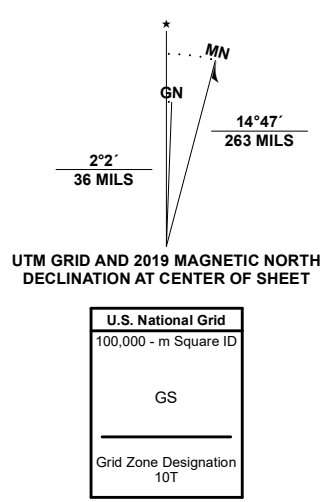 ★
MN
GN
14°47´
263 MILS
2°2´
36 MILS
UTM GRID AND 2019 MAGNETIC NORTH
DECLINATION AT CENTER OF SHEET
U.S. National Grid
100,000 - m Square ID
GS
Grid Zone Designation
10T